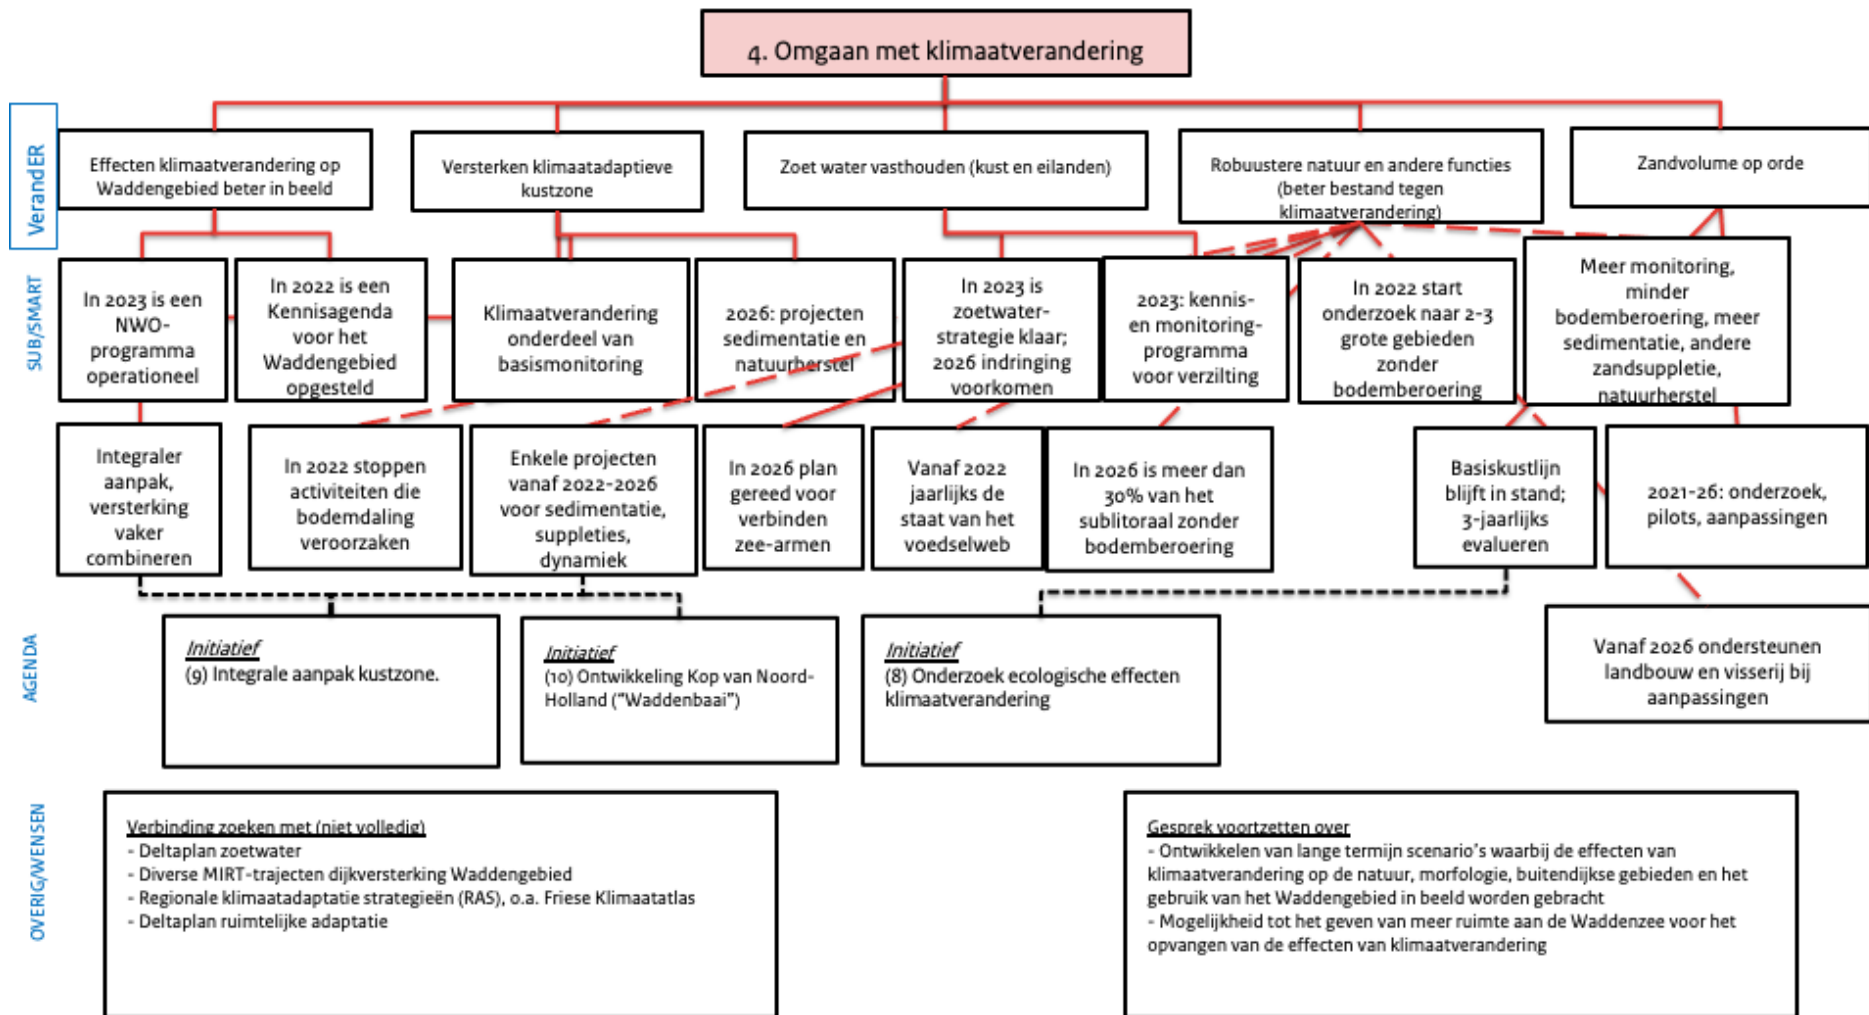 4. Omgaan met klimaatverandering
VerandER
Effecten klimaatverandering op
Waddengebied beter in beeld
Versterken klimaatadaptieve
kustzone
Zoet water vasthouden (kust en eilanden)
Robuustere natuur en andere functies
(beter bestand tegen
klimaatverandering)
Zandvolume op orde
SUB/SMART
In 2023 is een
NWO-
programma
operationeel
In 2022 is een
Kennisagenda
voor het
Waddengebied
opgesteld
Klimaatverandering
onderdeel van
basismonitoring
2026: projecten
sedimentatie en
natuurherstel
In 2023 is
zoetwater-
strategie klaar;
2026 indringing
voorkomen
2023: kennis-
en monitoring-
programma
voor verzilting
In 2022 start
onderzoek naar 2-3
grote gebieden
zonder
bodemberoering
Meer monitoring,
minder
bodemberoering, meer
sedimentatie, andere
zandsuppletie,
natuurherstel
Integraler
aanpak,
versterking
vaker
combineren
In 2022 stoppen
activiteiten die
bodemdaling
veroorzaken
Enkele projecten
vanaf 2022-2026
voor sedimentatie,
suppleties,
dynamiek
In 2026 plan
gereed voor
verbinden
zee-armen
Vanaf 2022
jaarlijks de
staat van het
voedselweb
In 2026 is meer dan
30% van het
sublitoraal zonder
bodemberoering
Basiskustlijn
blijft in stand;
3-jaarlijks
evalueren
2021-26: onderzoek,
pilots, aanpassingen
AGENDA
Initiatief
(9) Integrale aanpak kustzone.
Initiatief
(10) Ontwikkeling Kop van Noord-
Holland (“Waddenbaai”)
Initiatief
(8) Onderzoek ecologische effecten
klimaatverandering
Vanaf 2026 ondersteunen
landbouw en visserij bij
aanpassingen
OVERIG/WENSEN
Verbinding zoeken met (niet volledig)
- Deltaplan zoetwater
- Diverse MIRT-trajecten dijkversterking Waddengebied
- Regionale klimaatadaptatie strategieën (RAS), o.a. Friese Klimaatatlas
- Deltaplan ruimtelijke adaptatie
Gesprek voortzetten over
- Ontwikkelen van lange termijn scenario’s waarbij de effecten van
klimaatverandering op de natuur, morfologie, buitendijkse gebieden en het
gebruik van het Waddengebied in beeld worden gebracht
- Mogelijkheid tot het geven van meer ruimte aan de Waddenzee voor het
opvangen van de effecten van klimaatverandering